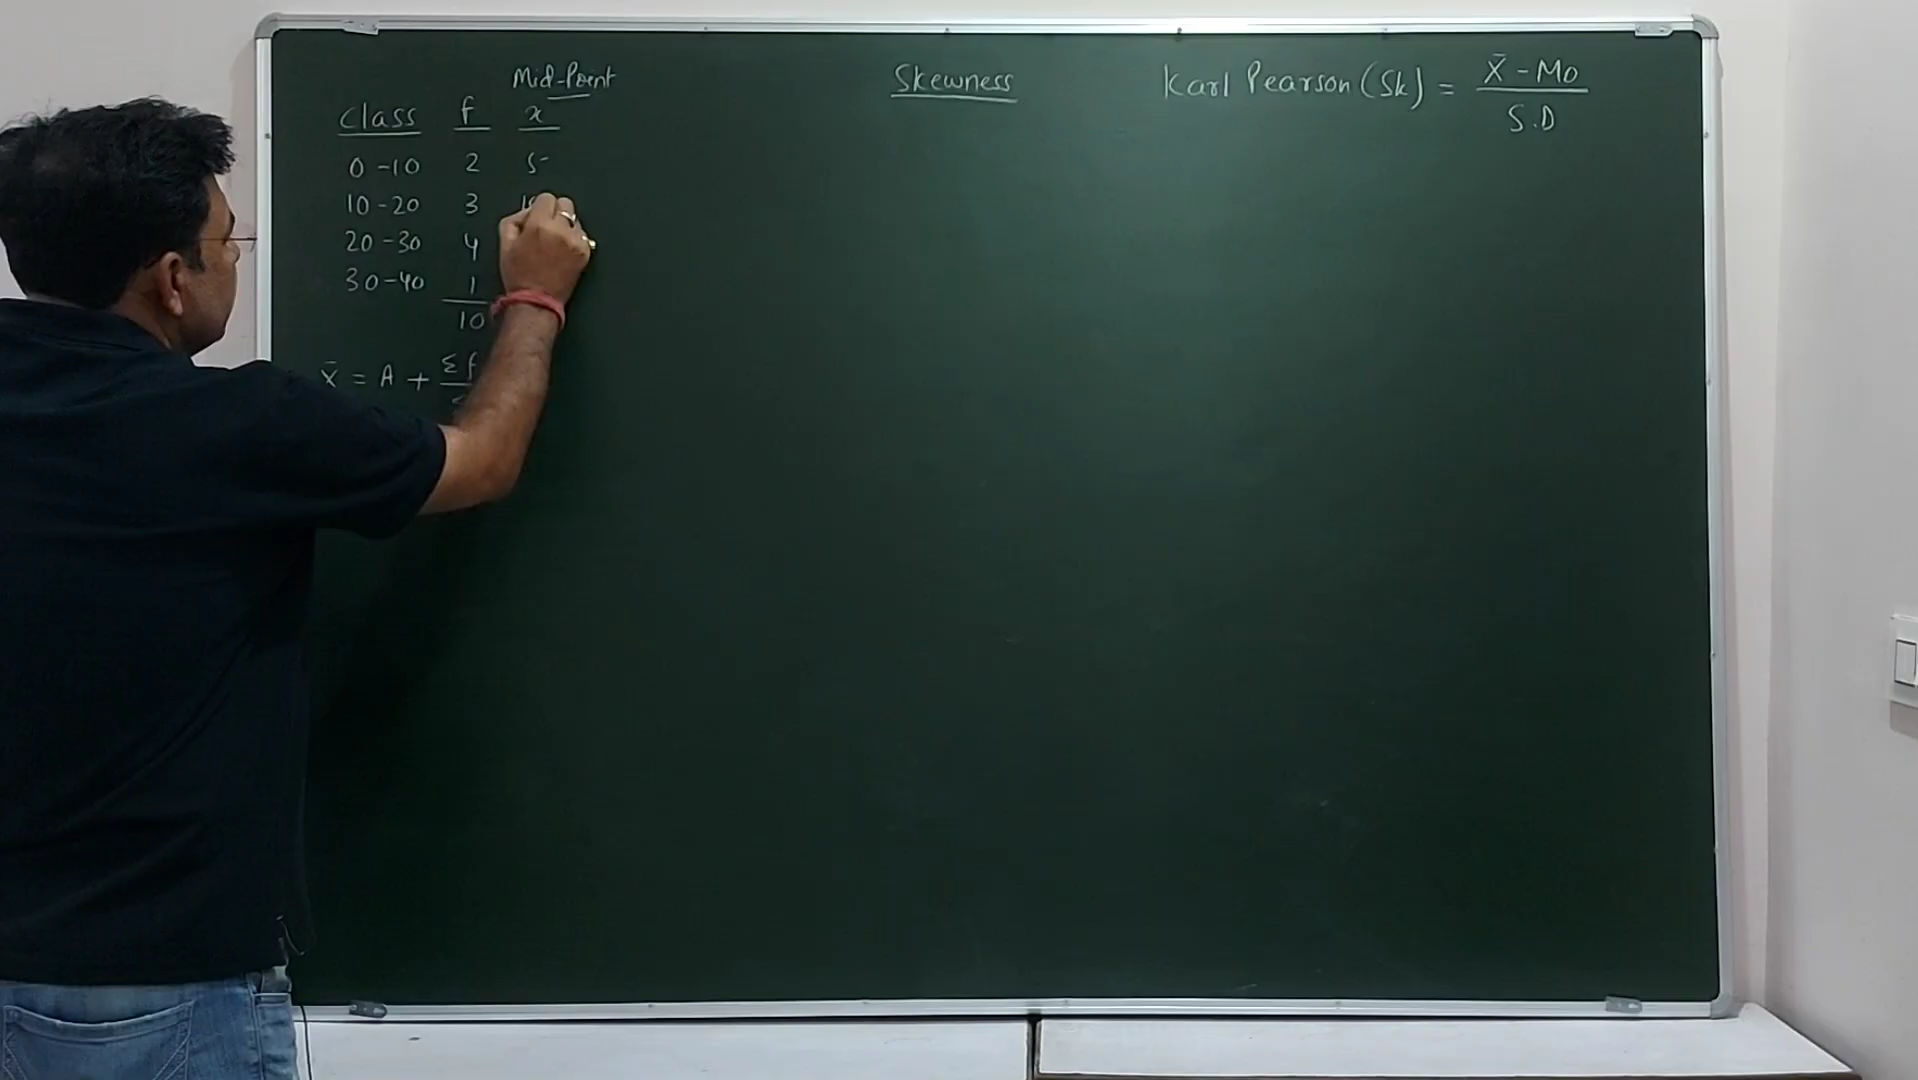 Mid-Point
Class f x
0-10 2 5
10-20 3
20-30 4
30-40 1
10
X̄ = A + Σf
Skewness
Karl Pearson (Sk) = X̄ - Mo
S.D